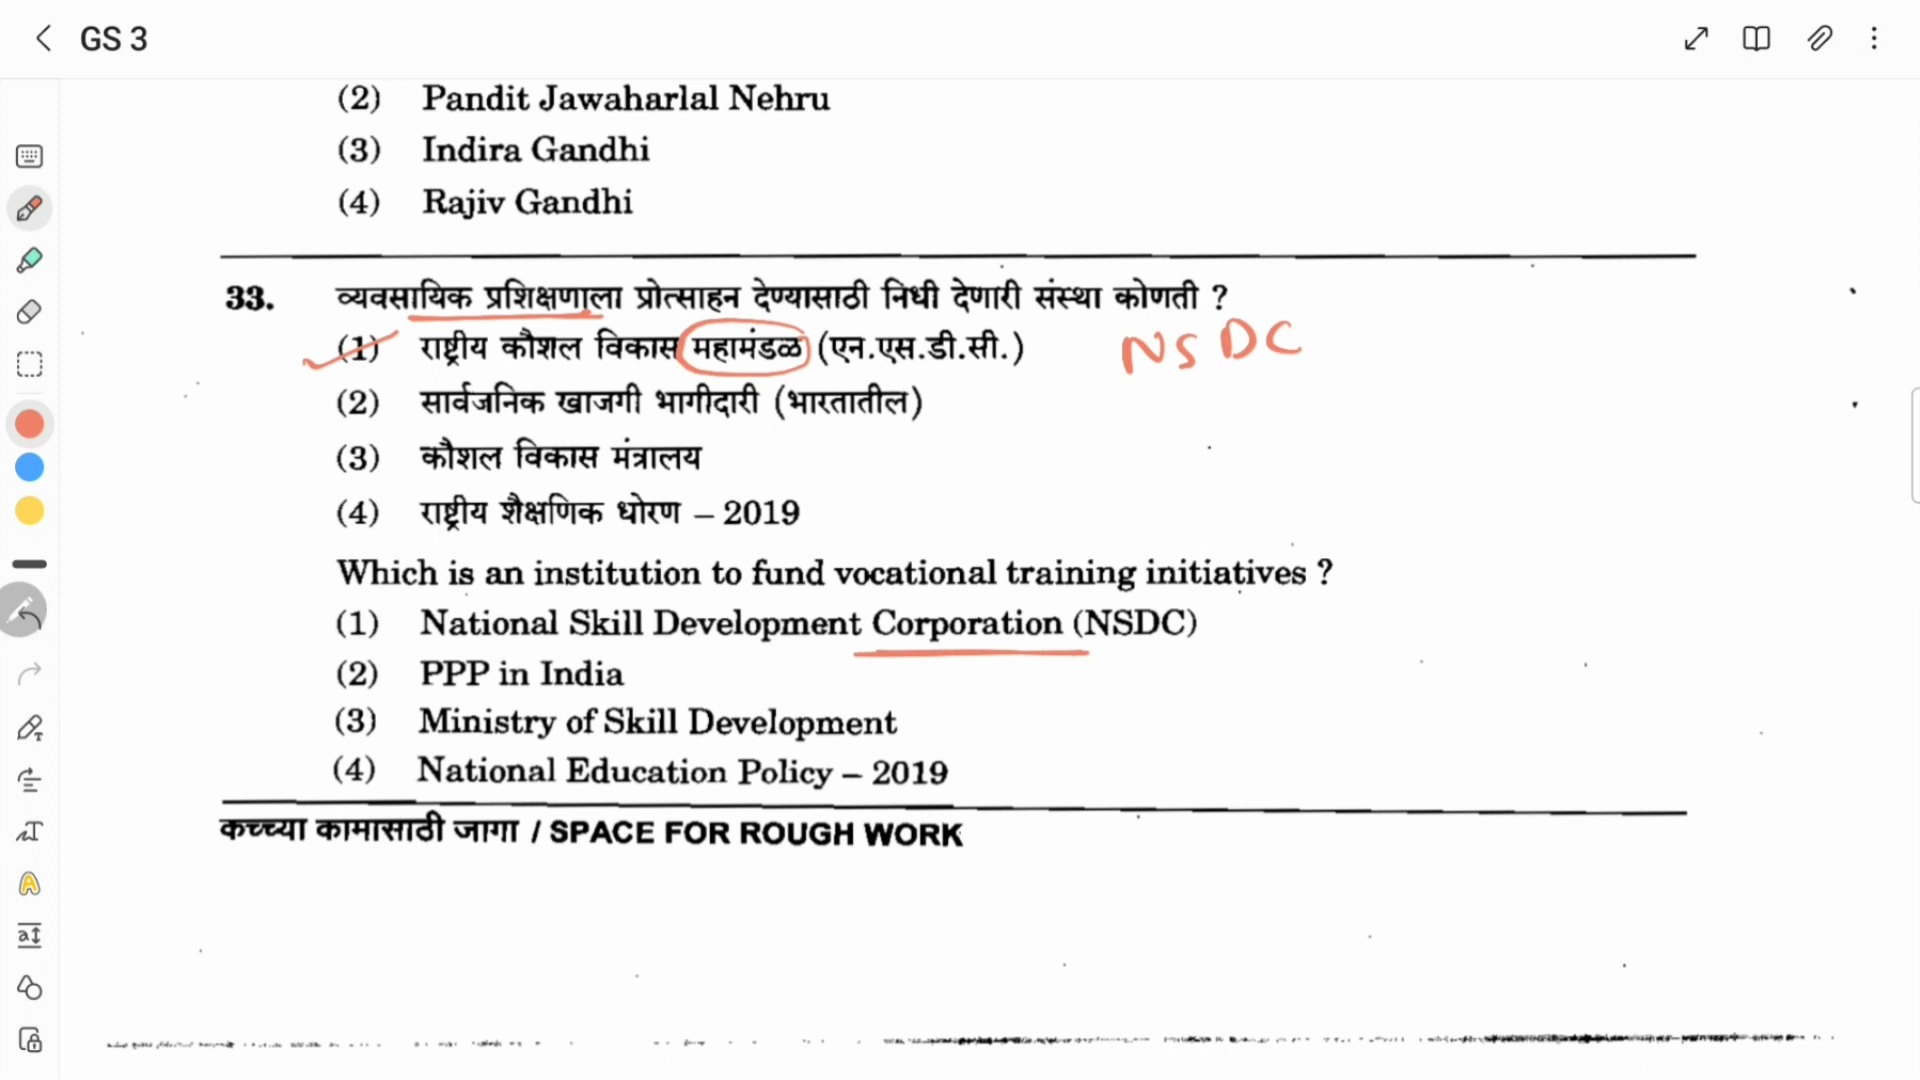 GS 3
(2) Pandit Jawaharlal Nehru
(3) Indira Gandhi
(4) Rajiv Gandhi
33. व्यवसायिक प्रशिक्षणाला प्रोत्साहन देण्यासाठी निधी देणारी संस्था कोणती ?
(1) राष्ट्रीय कौशल विकास महामंडळ (एन.एस.डी.सी.) NSDC
(2) सार्वजनिक खाजगी भागीदारी (भारतातील)
(3) कौशल विकास मंत्रालय
(4) राष्ट्रीय शैक्षणिक धोरण – 2019
Which is an institution to fund vocational training initiatives ?
(1) National Skill Development Corporation (NSDC)
(2) PPP in India
(3) Ministry of Skill Development
(4) National Education Policy – 2019
कच्च्या कामासाठी जागा / SPACE FOR ROUGH WORK